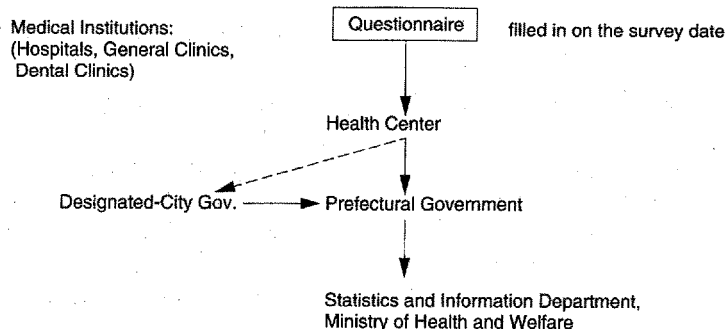 Medical Institutions:
(Hospitals, General Clinics,
Dental Clinics)
Questionnaire
filled in on the survey date
Health Center
Designated-City Gov.
Prefectural Government
Statistics and Information Department,
Ministry of Health and Welfare